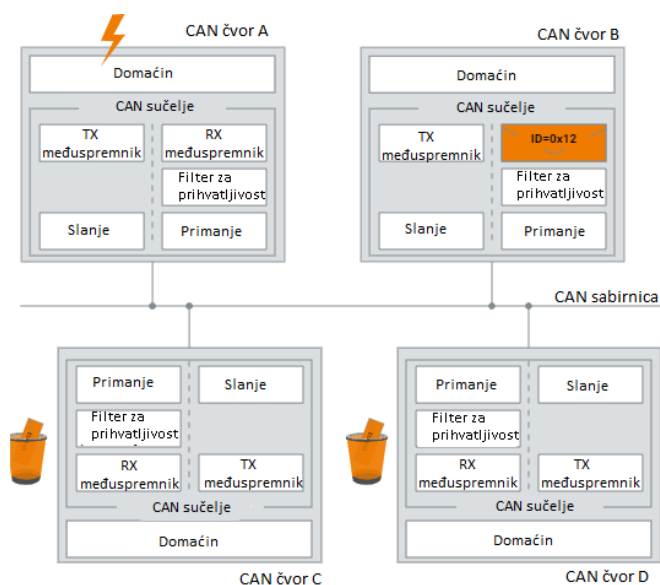 CAN čvor A
Domaćin
CAN sučelje
TX
međuspremnik
RX
međuspremnik
Filter za
prihvatljivost
Slanje
Primanje
CAN čvor B
Domaćin
CAN sučelje
TX
međuspremnik
ID=0x12
Filter za
prihvatljivost
Slanje
Primanje
CAN sabirnica
Primanje
Slanje
Filter za
prihvatljivost
RX
međuspremnik
TX
međuspremnik
CAN sučelje
Domaćin
CAN čvor C
Primanje
Slanje
Filter za
prihvatljivost
RX
međuspremnik
TX
međuspremnik
CAN sučelje
Domaćin
CAN čvor D